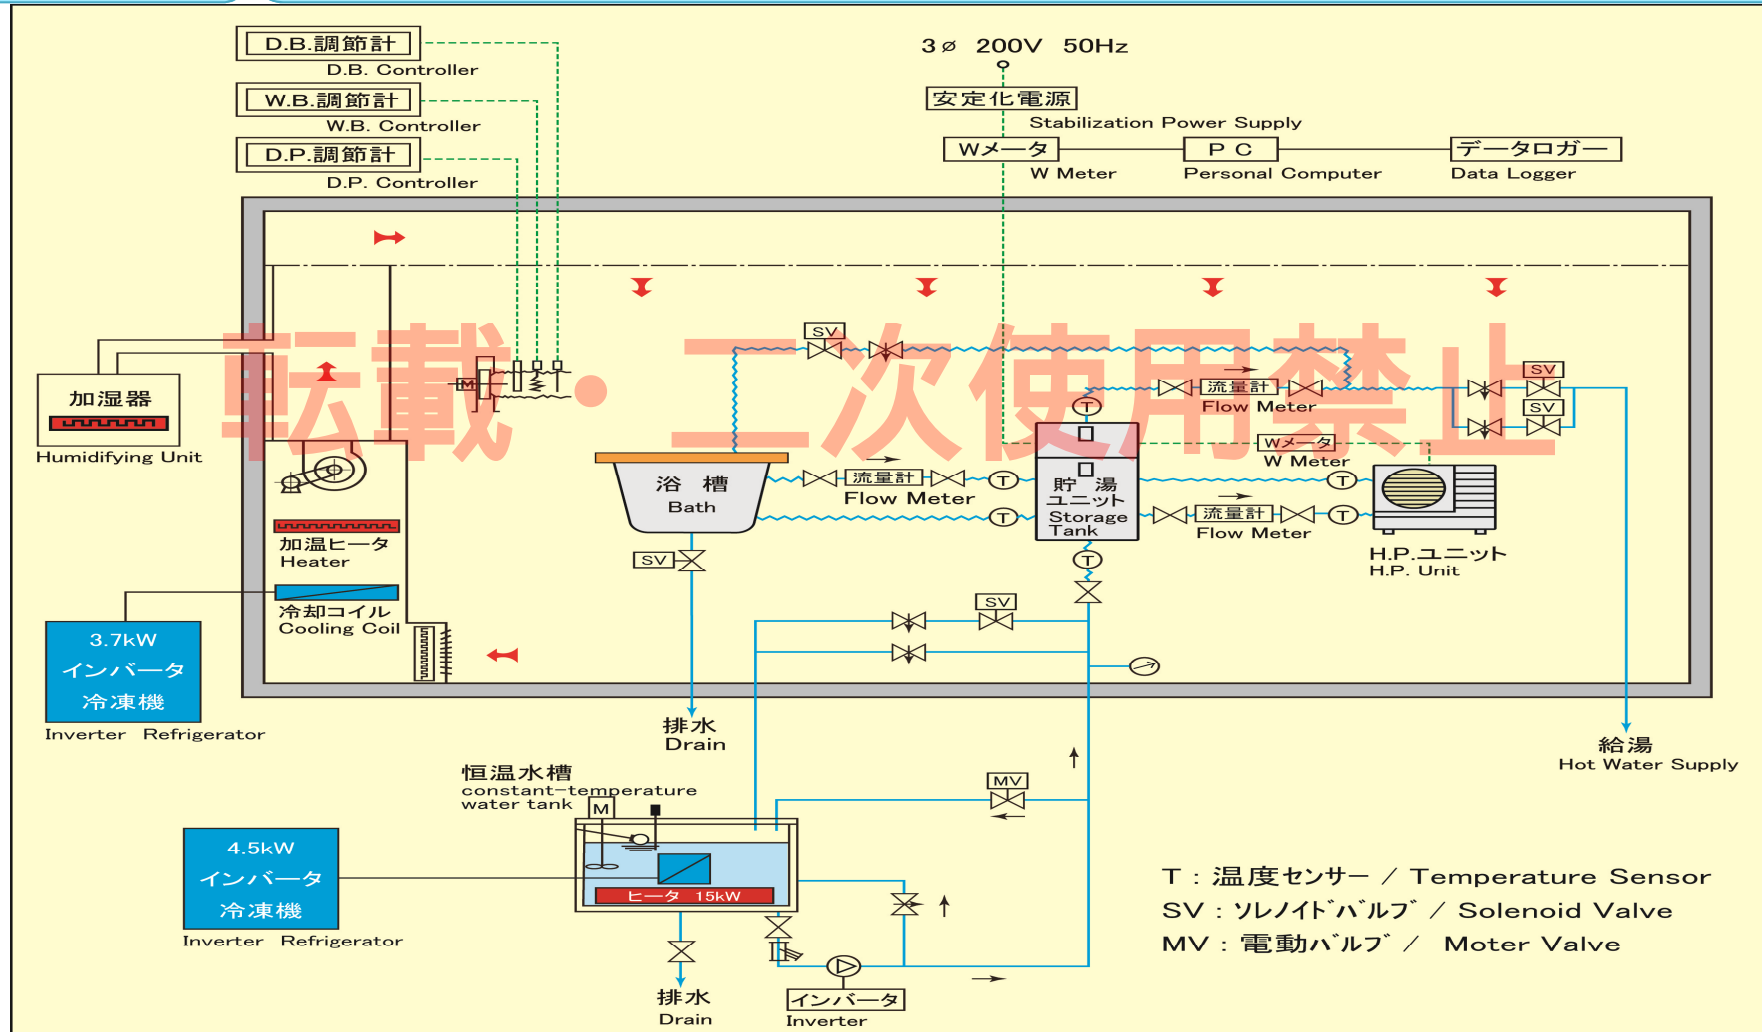 D.B.調節計
D.B. Controller
W.B.調節計
W.B. Controller
D.P.調節計
D.P. Controller
3φ 200V 50Hz
安定化電源
Stabilization Power Supply
Wメータ
W Meter
PC
Personal Computer
データロガー
Data Logger
転載・二次使用禁止
加湿器
Humidifying Unit
M
SV
SV
SV
流量計
Flow Meter
T
Wメータ
W Meter
浴槽
Bath
流量計
Flow Meter
T
T
貯湯
ユニット
Storage
Tank
T
流量計
Flow Meter
T
H.P.ユニット
H.P. Unit
加温ヒータ
Heater
冷却コイル
Cooling Coil
SV
T
SV
3.7kW
インバータ
冷凍機
Inverter Refrigerator
排水
Drain
給湯
Hot Water Supply
恒温水槽
constant-temperature
water tank
M
MV
4.5kW
インバータ
冷凍機
Inverter Refrigerator
ヒータ 15kW
排水
Drain
インバータ
Inverter
T : 温度センサー / Temperature Sensor
SV : ソレノイドバルブ / Solenoid Valve
MV : 電動バルブ / Moter Valve